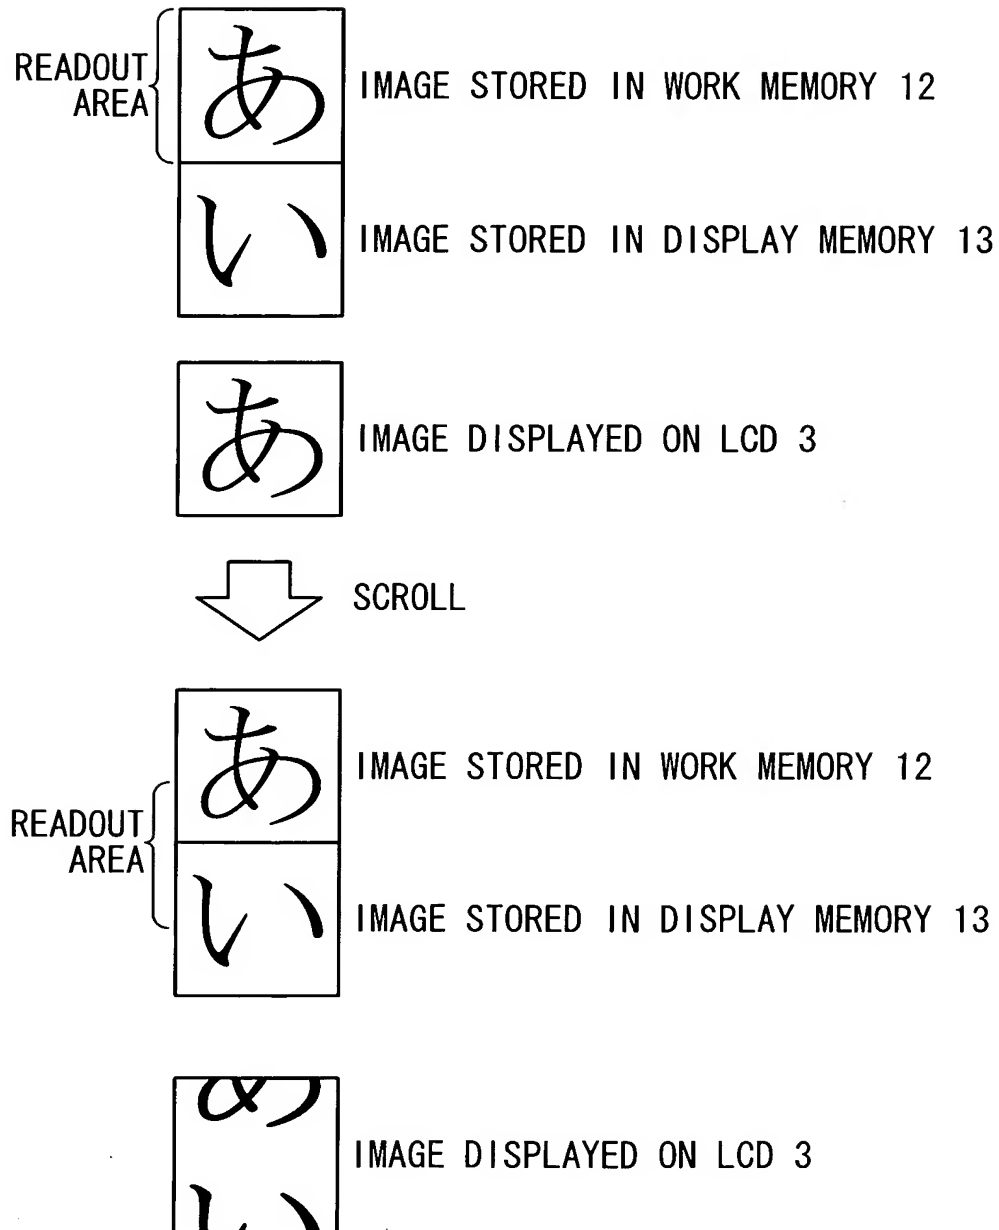 READOUT AREA
あ
IMAGE STORED IN WORK MEMORY 12
い
IMAGE STORED IN DISPLAY MEMORY 13
あ
IMAGE DISPLAYED ON LCD 3
SCROLL
あ
IMAGE STORED IN WORK MEMORY 12
READOUT AREA
い
IMAGE STORED IN DISPLAY MEMORY 13
IMAGE DISPLAYED ON LCD 3